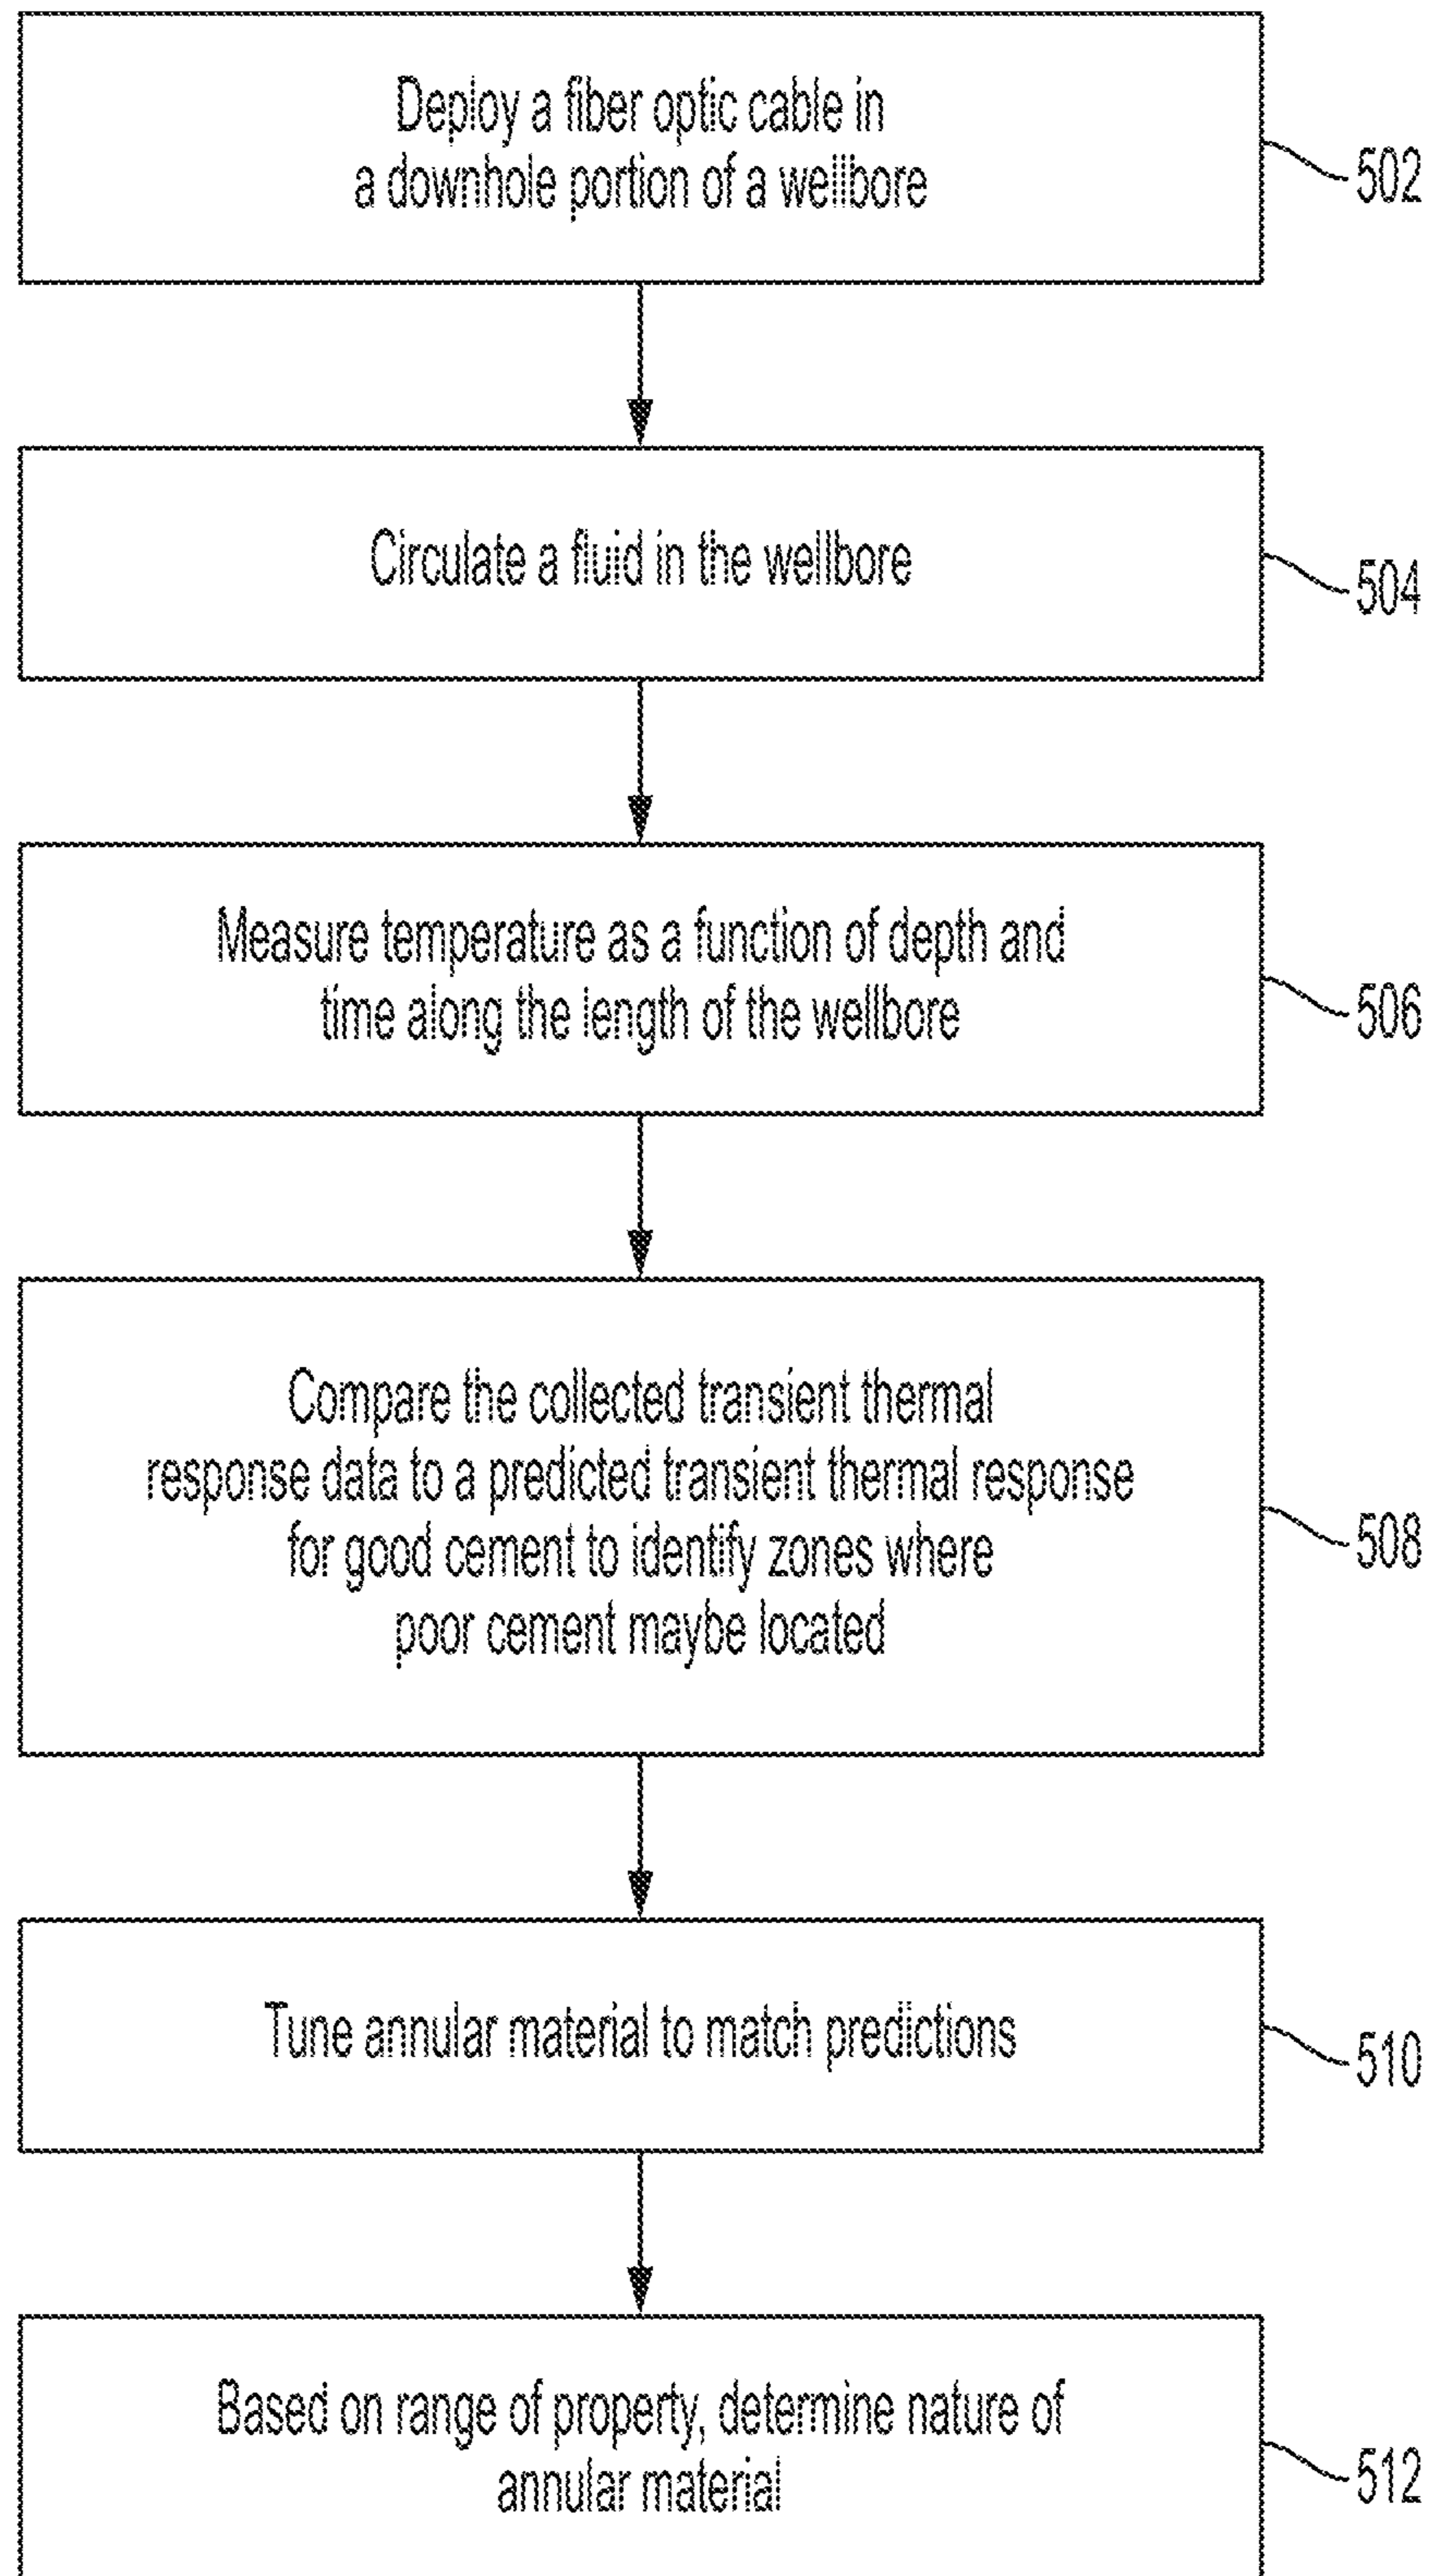 Deploy a fiber optic cable in
a downhole portion of a wellbore
502
Circulate a fluid in the wellbore
504
Measure temperature as a function of depth and
time along the length of the wellbore
506
Compare the collected transient thermal
response data to a predicted transient thermal response
for good cement to identify zones where
poor cement maybe located
508
Tune annular material to match predictions
510
Based on range of property, determine nature of
annular material
512